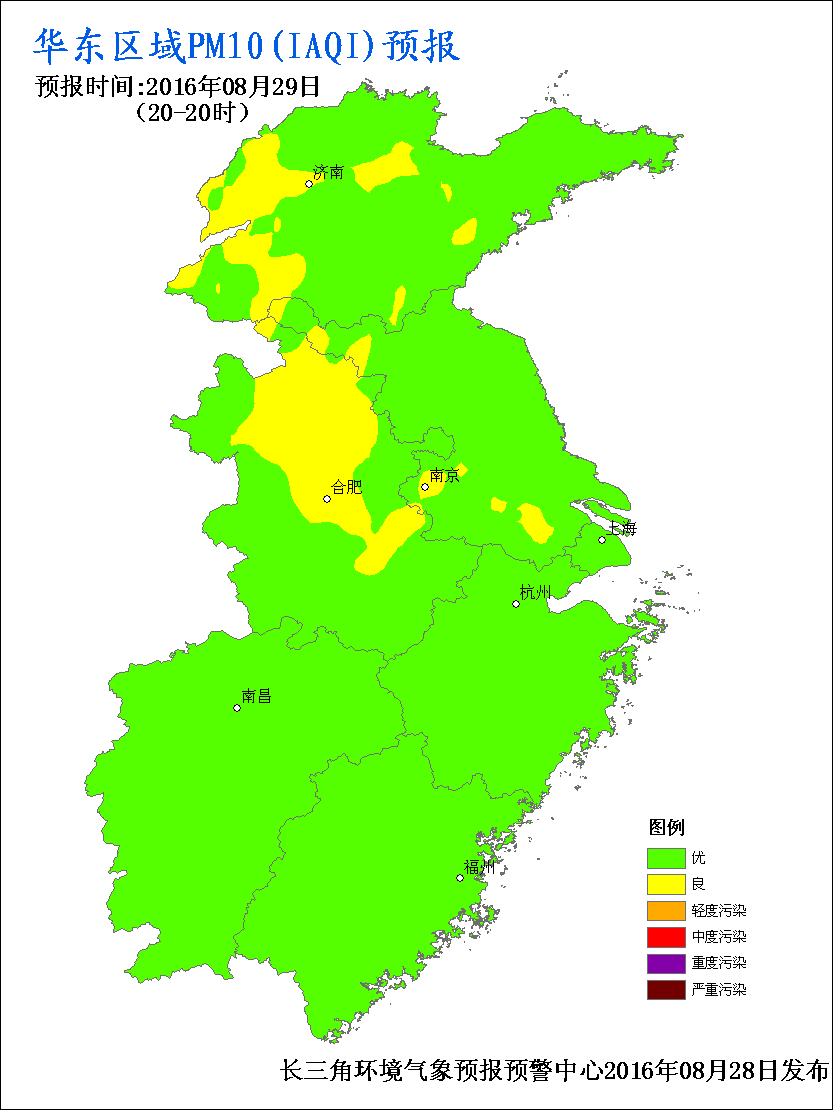 华东区域PM10(IAQI)预报
预报时间:2016年08月29日
(20-20时)
济南
南京
合肥
上海
杭州
南昌
福州
图例
优
良
轻度污染
中度污染
重度污染
严重污染
长三角环境气象预报预警中心2016年08月28日发布